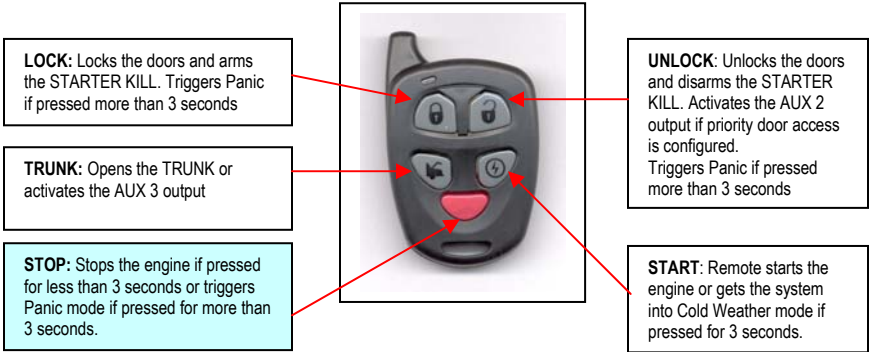 LOCK: Locks the doors and arms
the STARTER KILL. Triggers Panic
if pressed more than 3 seconds
TRUNK: Opens the TRUNK or
activates the AUX 3 output
STOP: Stops the engine if pressed
for less than 3 seconds or triggers
Panic mode if pressed for more than
3 seconds.
UNLOCK: Unlocks the doors
and disarms the STARTER
KILL. Activates the AUX 2
output if priority door access
is configured.
Triggers Panic if pressed
more than 3 seconds
START: Remote starts the
engine or gets the system
into Cold Weather mode if
pressed for 3 seconds.